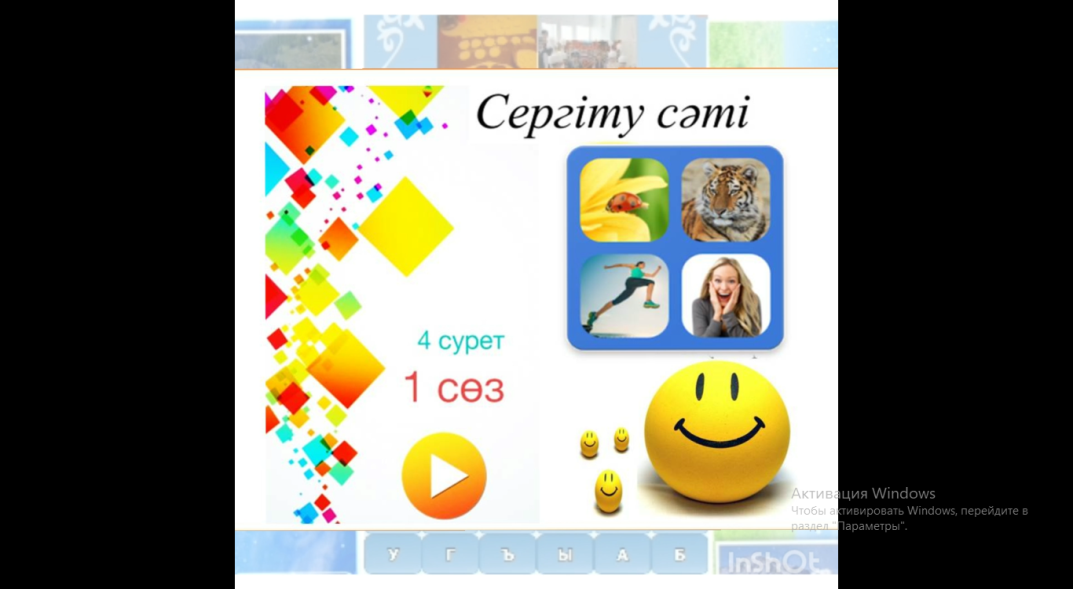 Сергіту сәті
4 сурет
1 сөз
Активация Windows
Чтобы активировать Windows, перейдите в
раздел "Параметры".
У Г Ъ Ы А Б
InShOt